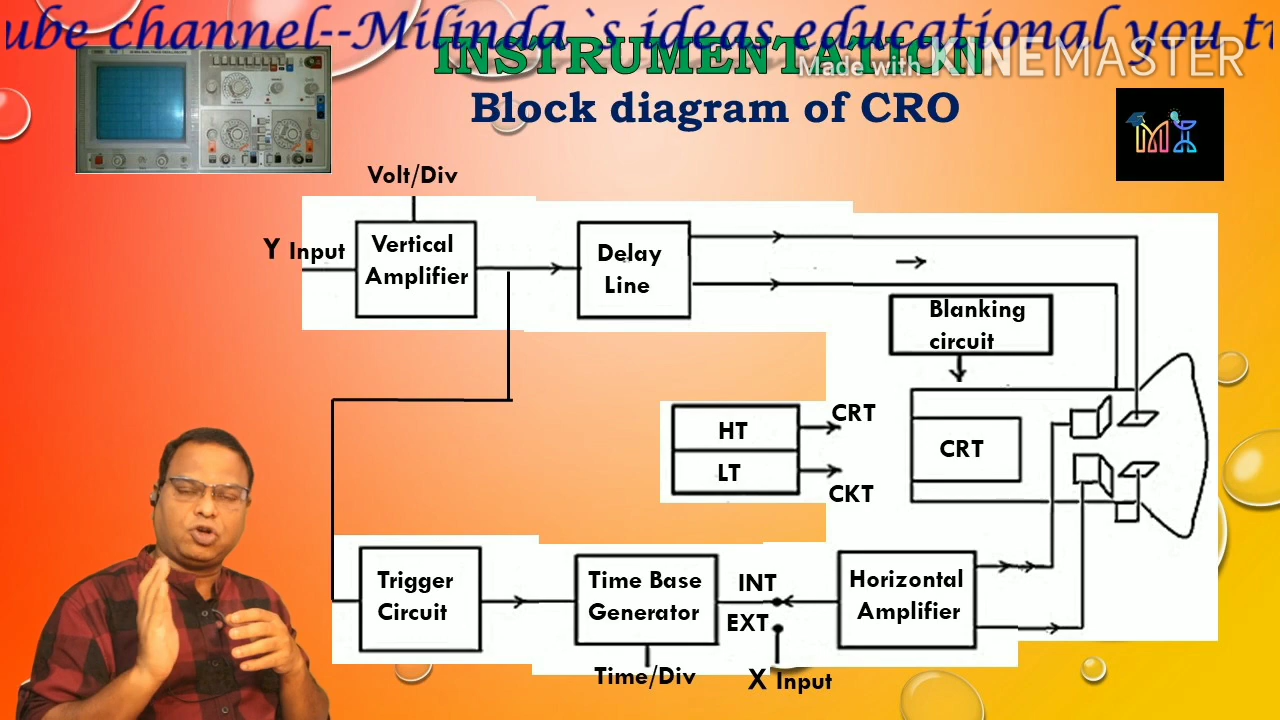 ube channel--Milinda`s ideas educational you t
INSTRUMENTATION
Made with KINEMASTER
Block diagram of CRO
MI
Volt/Div
Y Input
Vertical
Amplifier
Delay
Line
Blanking
circuit
HT
LT
CRT
CKT
CRT
Trigger
Circuit
Time Base
Generator
INT
EXT
Horizontal
Amplifier
Time/Div
X Input